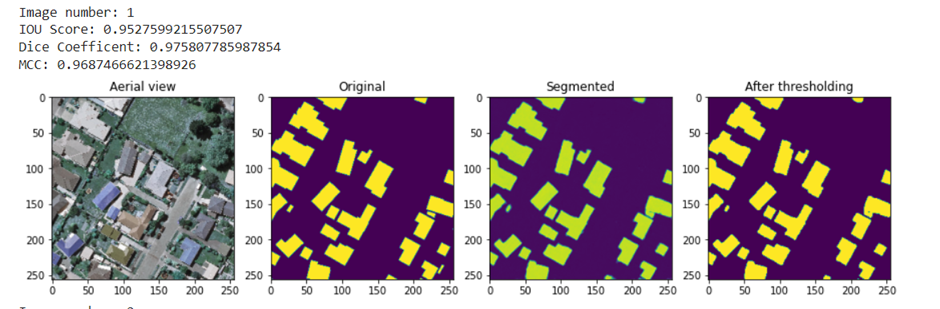 Image number: 1
IOU Score: 0.9527599215507507
Dice Coefficent: 0.975807785987854
MCC: 0.9687466621398926
Aerial view Original Segmented After thresholding
0 0 0 0
50 50 50 50
100 100 100 100
150 150 150 150
200 200 200 200
250 250 250 250
0 50 100 150 200 250 0 50 100 150 200 250 0 50 100 150 200 250 0 50 100 150 200 250